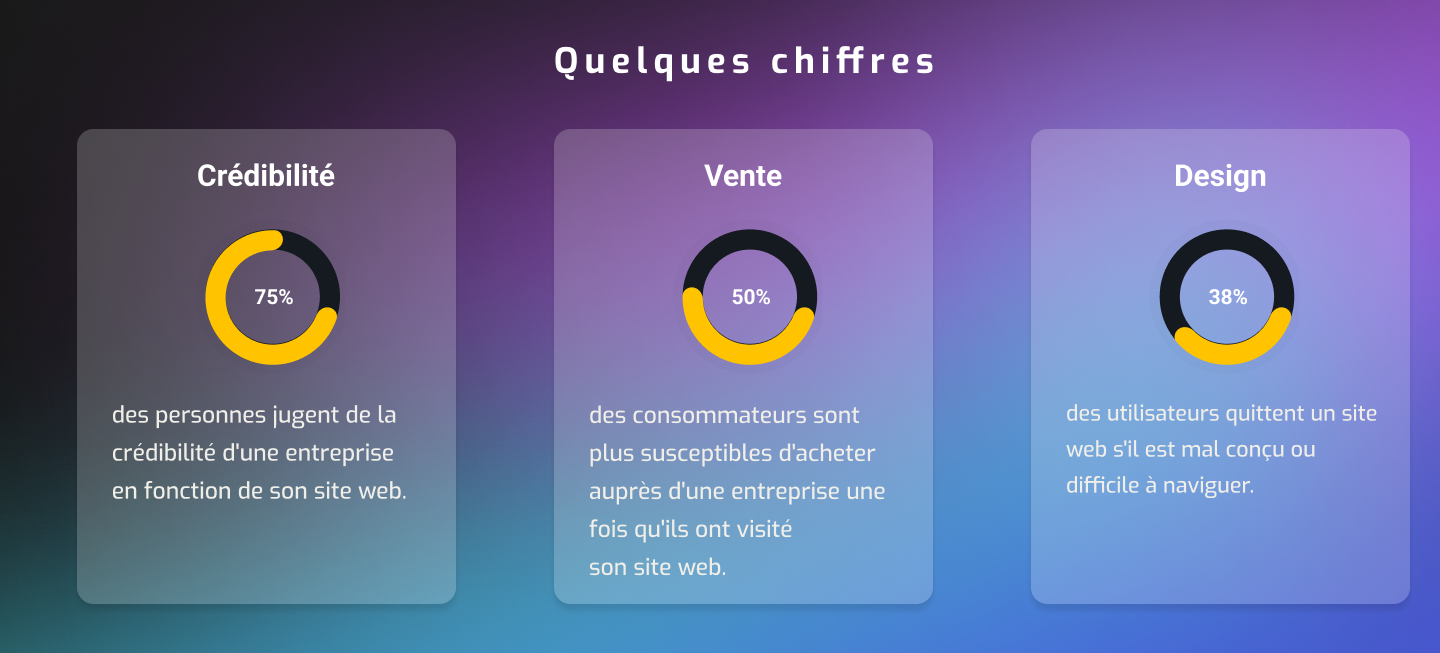 Quelques chiffres
Crédibilité
75%
des personnes jugent de la
crédibilité d'une entreprise
en fonction de son site web.
Vente
50%
des consommateurs sont
plus susceptibles d'acheter
auprès d'une entreprise une
fois qu'ils ont visité
son site web.
Design
38%
des utilisateurs quittent un site
web s'il est mal conçu ou
difficile à naviguer.